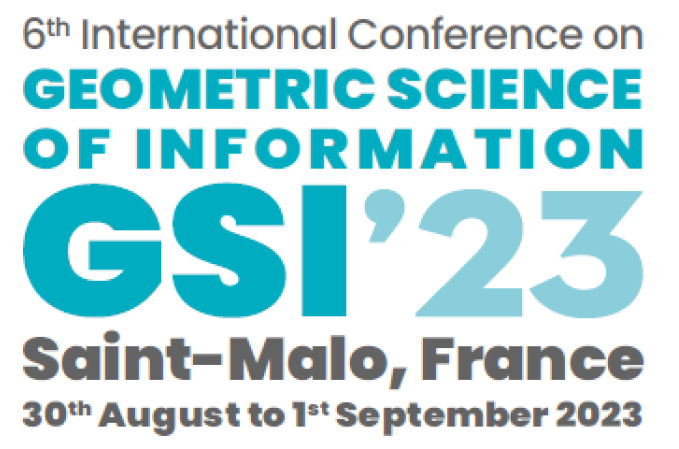 6th International Conference on
GEOMETRIC SCIENCE
OF INFORMATION
GSI’23
Saint-Malo, France
30th August to 1st September 2023